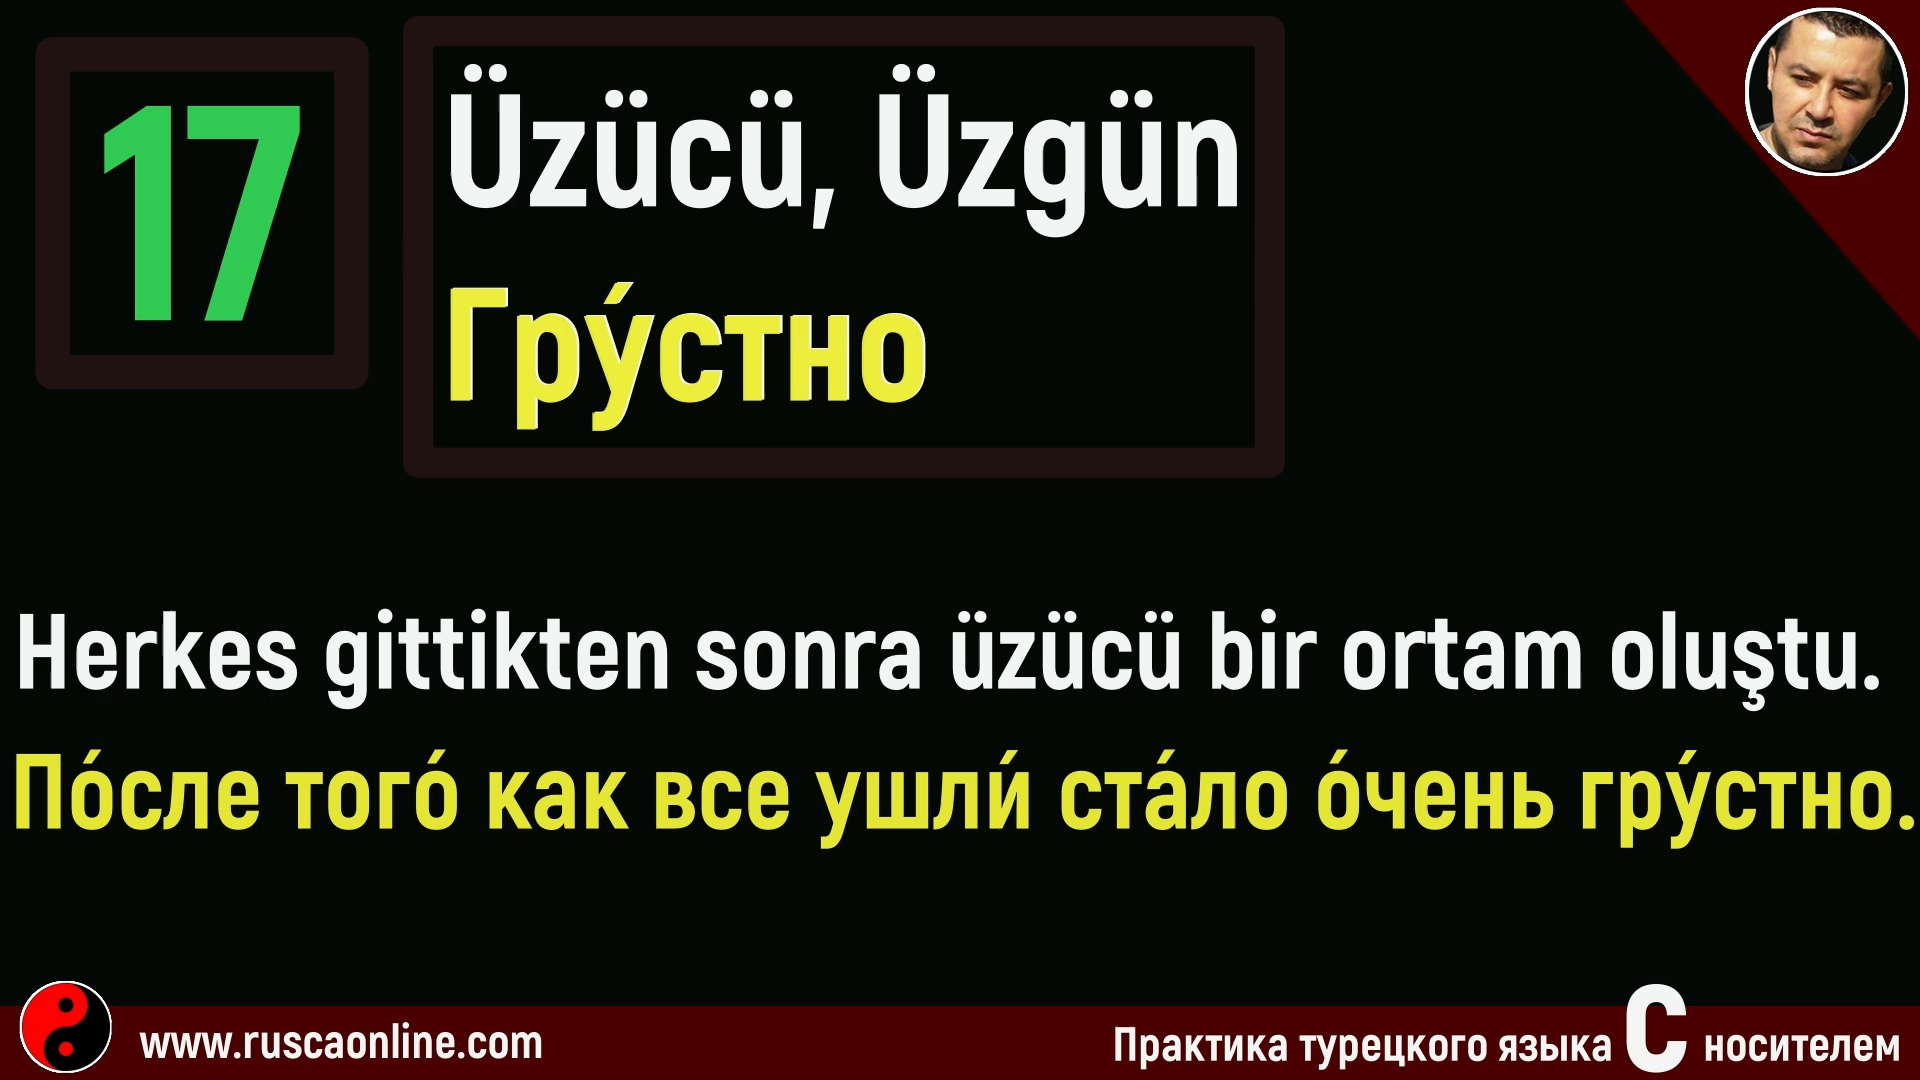 17
Üzücü, Üzgün
Гру́стно
Herkes gittikten sonra üzücü bir ortam oluştu.
По́сле того́ как все ушли́ ста́ло о́чень гру́стно.
www.ruscaonline.com
Практика турецкого языка С носителем